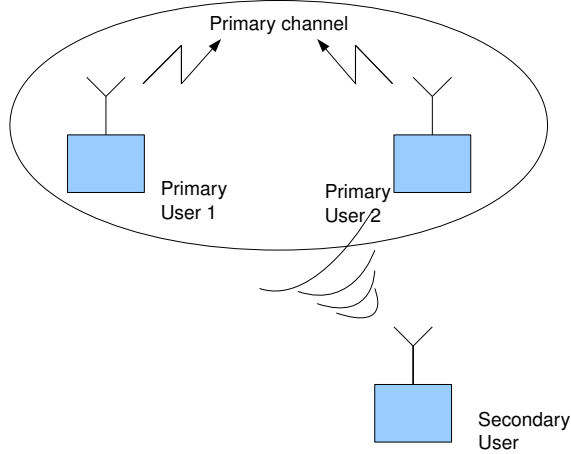 Primary channel
Primary
User 1
Primary
User 2
Secondary
User